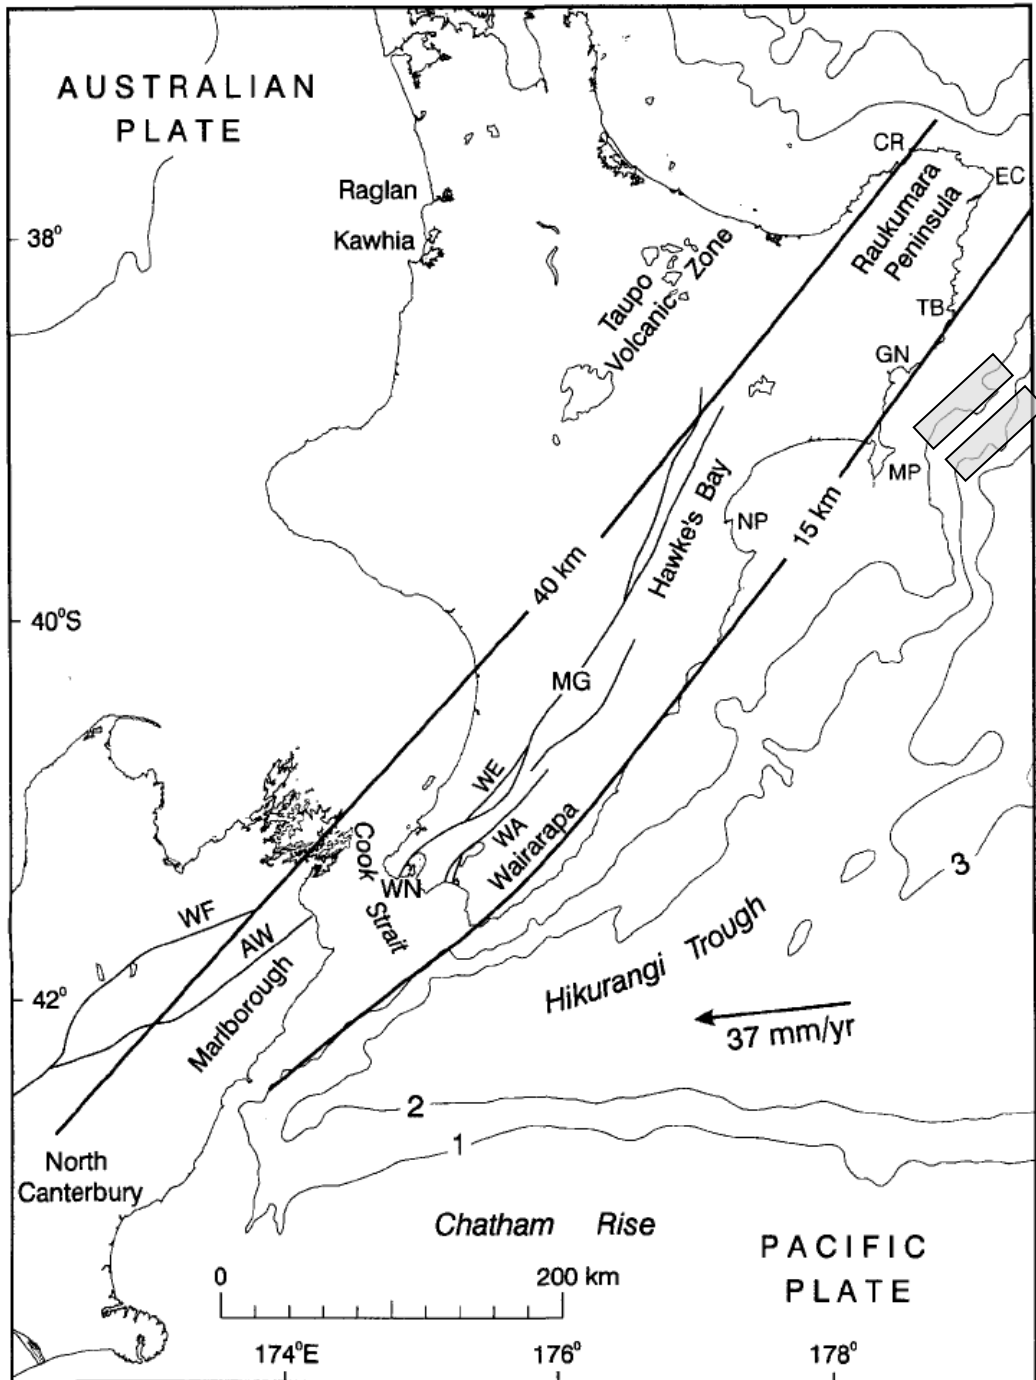 AUSTRALIAN
PLATE
CR
EC
Raglan
Raukumara
Peninsula
Kawhia
38°
Taupo
Volcanic Zone
TB
GN
MP
Hawke's Bay
NP
15 km
40 km
40°S
MG
WE
WA
Wairarapa
Cook
Strait
WN
3
WF
AW
Hikurangi Trough
42°
Marlborough
37 mm/yr
2
1
North
Canterbury
Chatham Rise
PACIFIC
PLATE
0
200 km
174°E
176°
178°